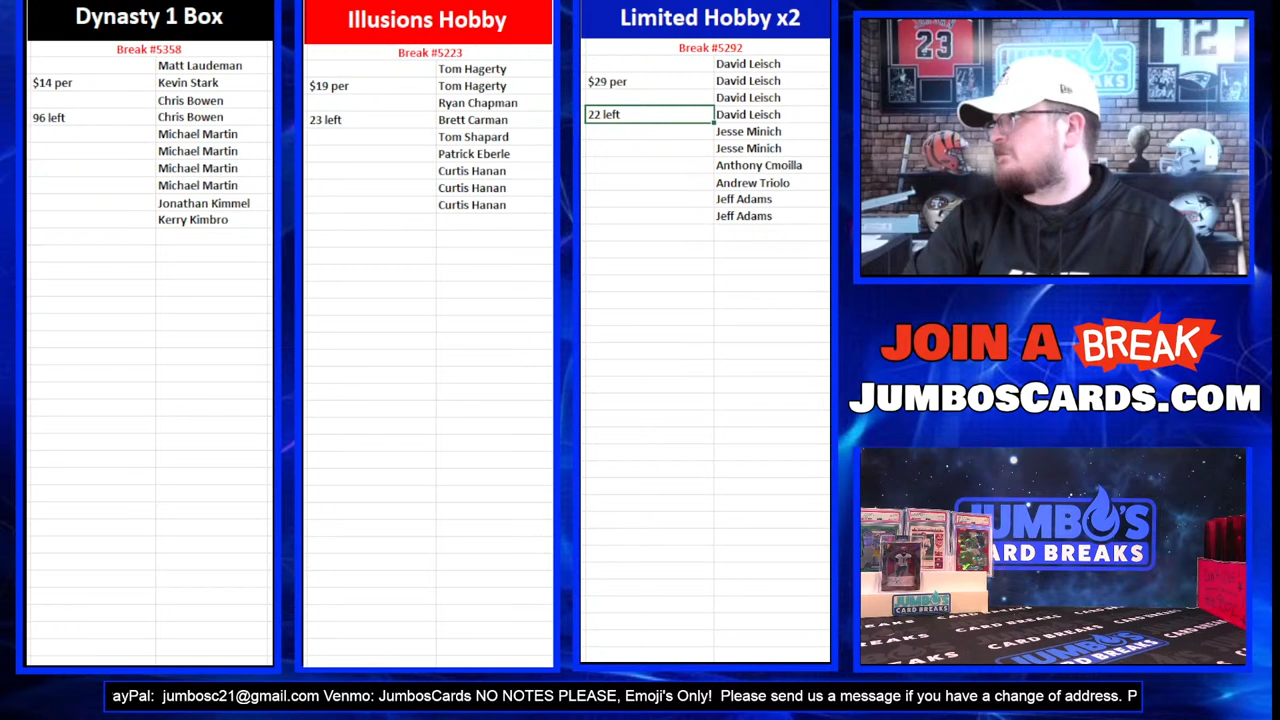 Dynasty 1 Box
Break #5358
Matt Laudeman
$14 per
Kevin Stark
Chris Bowen
96 left
Chris Bowen
Michael Martin
Michael Martin
Michael Martin
Michael Martin
Jonathan Kimmel
Kerry Kimbro
Illusions Hobby
Break #5223
Tom Hagerty
$19 per
Tom Hagerty
Ryan Chapman
23 left
Brett Carman
Tom Shapard
Patrick Eberle
Curtis Hanan
Curtis Hanan
Curtis Hanan
Limited Hobby x2
Break #5292
David Leisch
$29 per
David Leisch
David Leisch
22 left
David Leisch
Jesse Minich
Jesse Minich
Anthony Cmoilla
Andrew Triolo
Jeff Adams
Jeff Adams
23
12
JOIN A BREAK
JUMBOSCARDS.COM
JUMBO'S
CARD BREAKS
JUMBO'S
CARD BREAKS
ayPal: jumbosc21@gmail.com Venmo: JumbosCards NO NOTES PLEASE, Emoji's Only! Please send us a message if you have a change of address. P